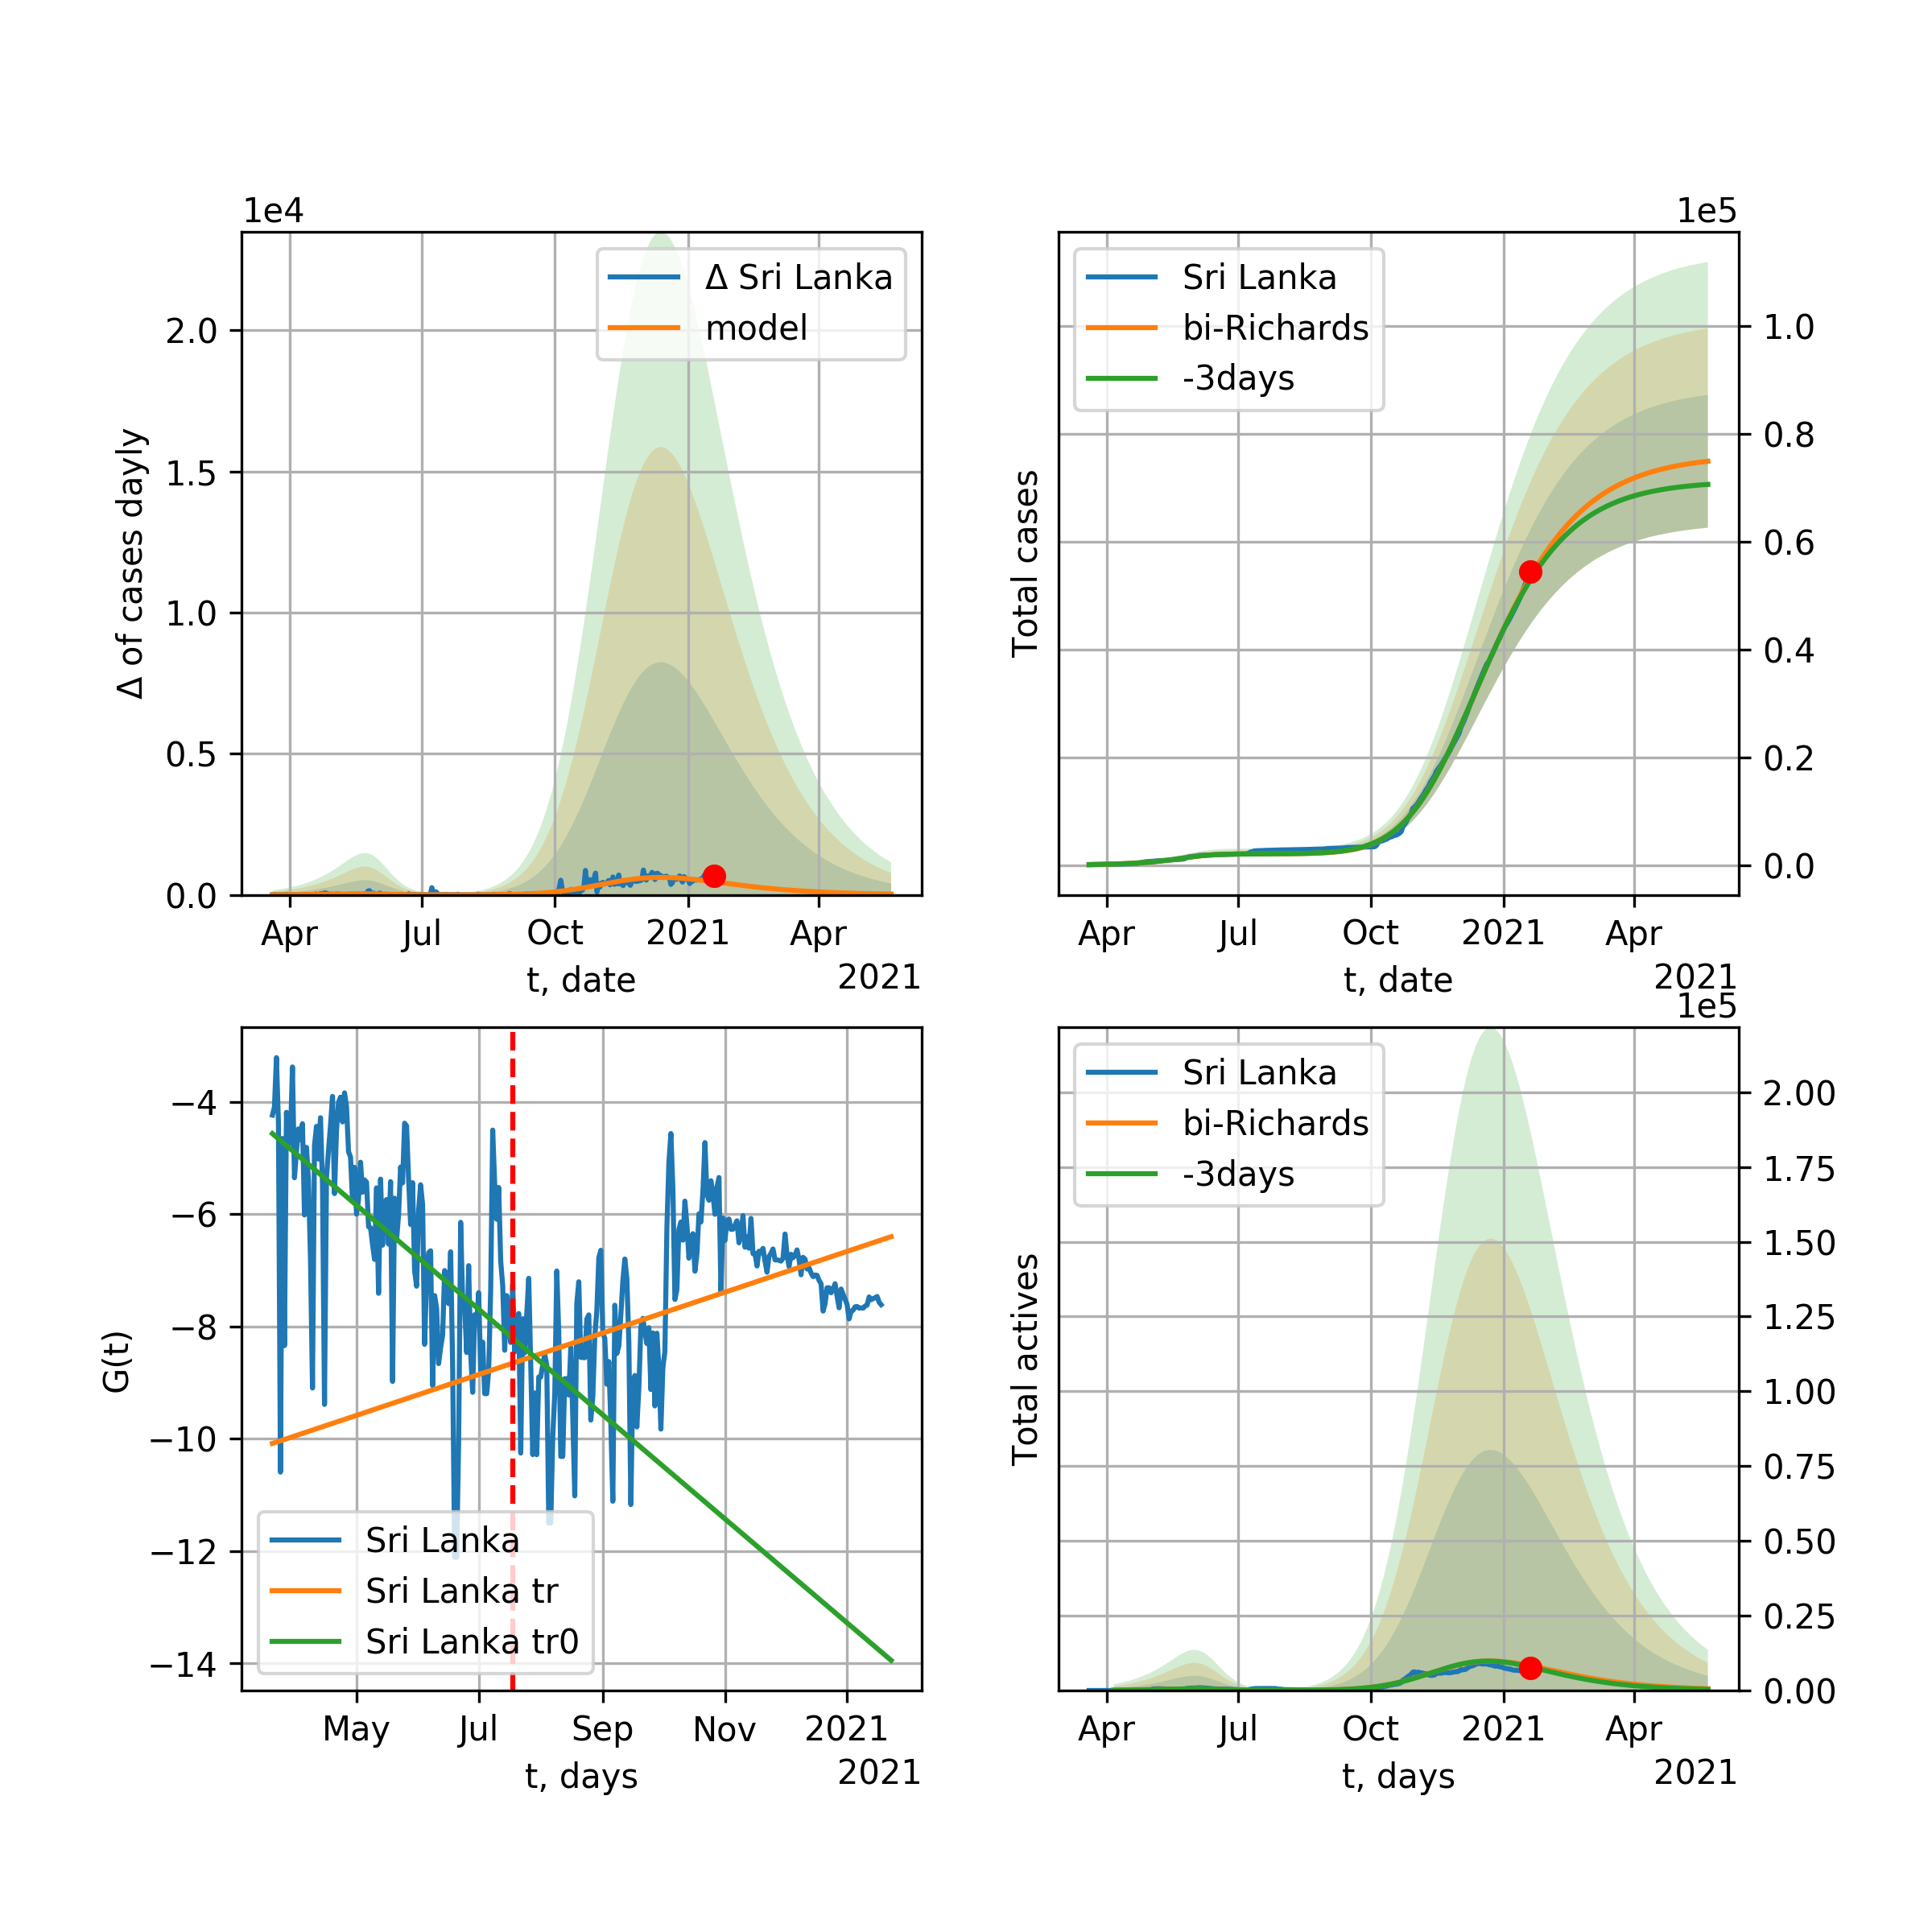 1e4
Δ Sri Lanka
model
2.0
1.5
1.0
0.5
0.0
Δ of cases dayly
Apr Jul Oct 2021 Apr
t, date
2021
1e5
Sri Lanka
bi-Richards
-3days
1.0
0.8
0.6
0.4
0.2
0.0
Total cases
Apr Jul Oct 2021 Apr
t, date
2021
−4
−6
−8
−10
−12
−14
G(t)
Sri Lanka
Sri Lanka tr
Sri Lanka tr0
May Jul Sep Nov 2021
t, days
2021
1e5
Sri Lanka
bi-Richards
-3days
2.00
1.75
1.50
1.25
1.00
0.75
0.50
0.25
0.00
Total actives
Apr Jul Oct 2021 Apr
t, days
2021